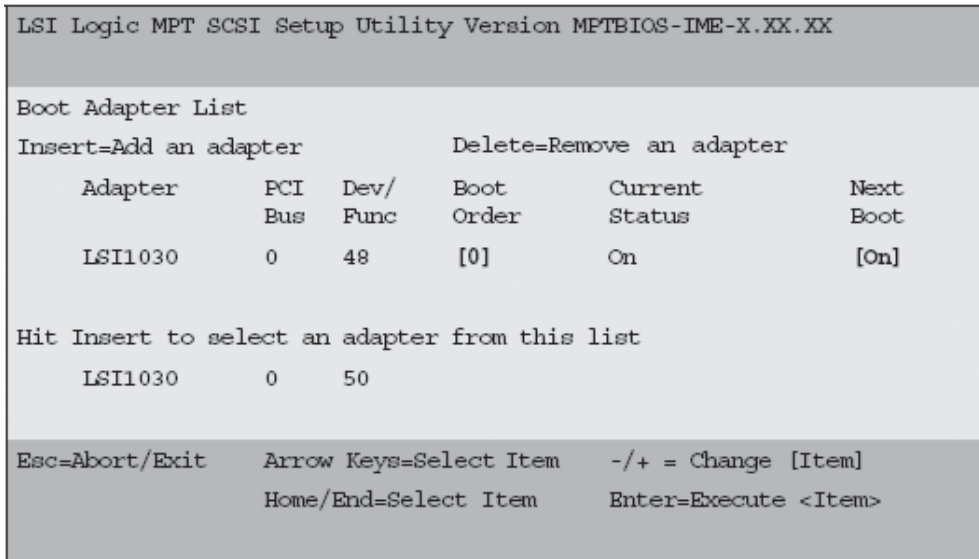 LSI Logic MPT SCSI Setup Utility Version MPTBIOS-IME-X.XX.XX
Boot Adapter List
Insert=Add an adapter Delete=Remove an adapter
Adapter PCI Dev/ Boot Current Next
Bus Func Order Status Boot
LSI1030 0 48 [0] On [On]
Hit Insert to select an adapter from this list
LSI1030 0 50
Esc=Abort/Exit Arrow Keys=Select Item -/+ = Change [Item]
Home/End=Select Item Enter=Execute <Item>